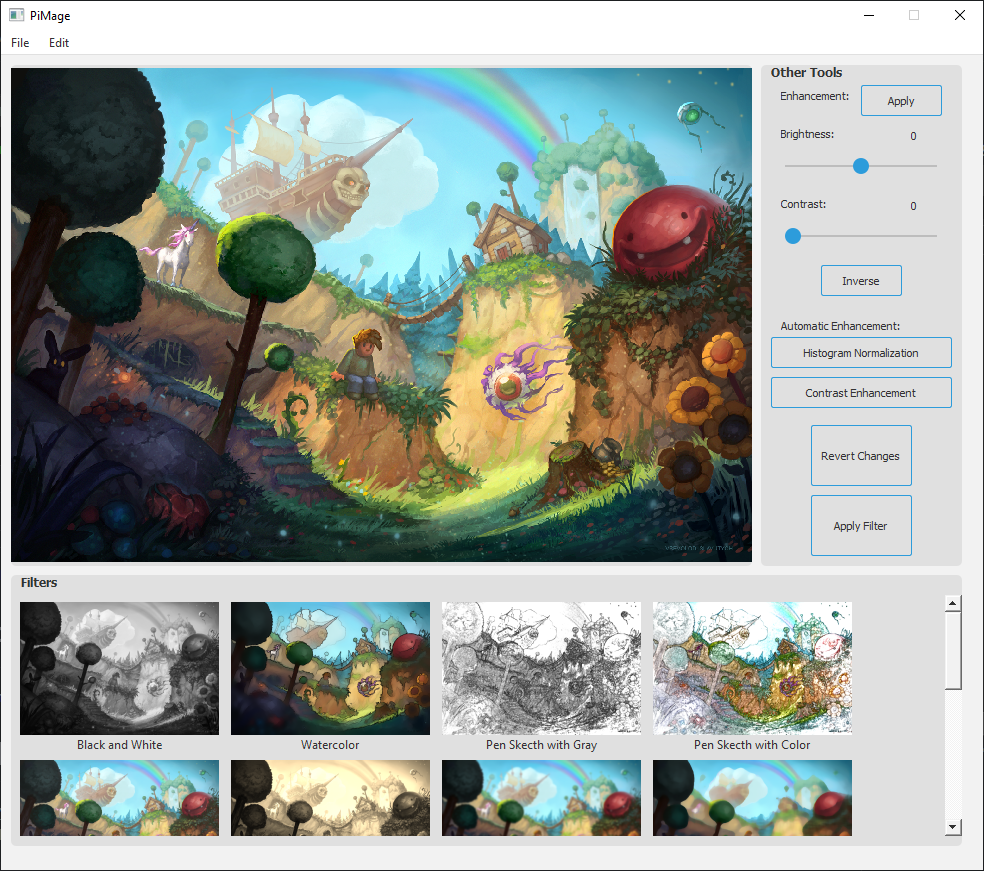 PiMage
File Edit
Other Tools
Enhancement: Apply
Brightness: 0
Contrast: 0
Inverse
Automatic Enhancement:
Histogram Normalization
Contrast Enhancement
Revert Changes
Apply Filter
Filters
Black and White
Watercolor
Pen Skecth with Gray
Pen Skecth with Color